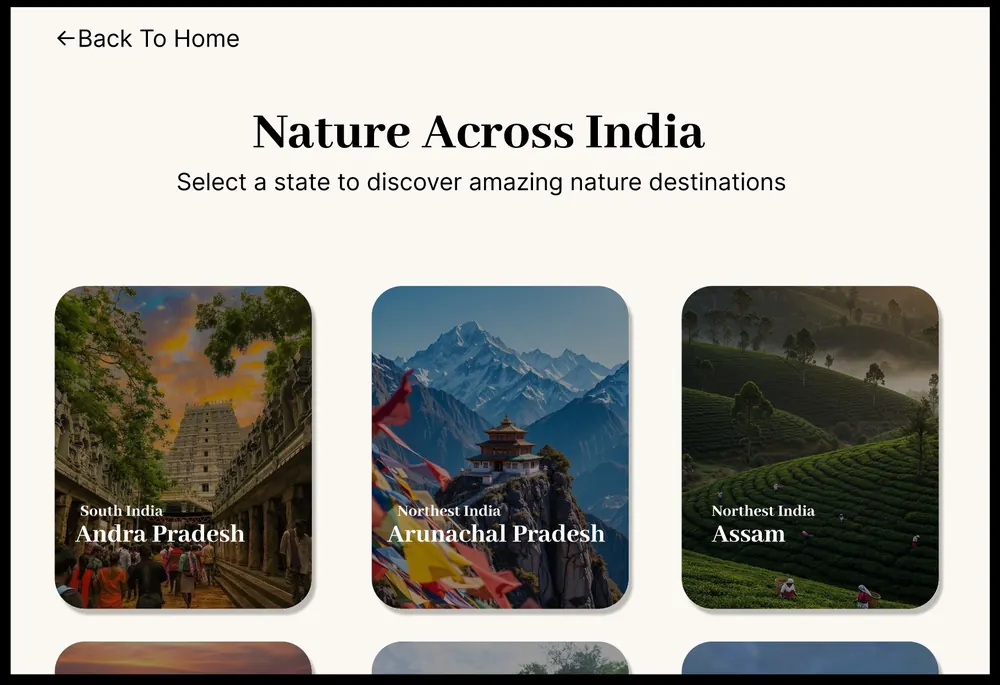 ←Back To Home
Nature Across India
Select a state to discover amazing nature destinations
South India
Andra Pradesh
Northest India
Arunachal Pradesh
Northest India
Assam